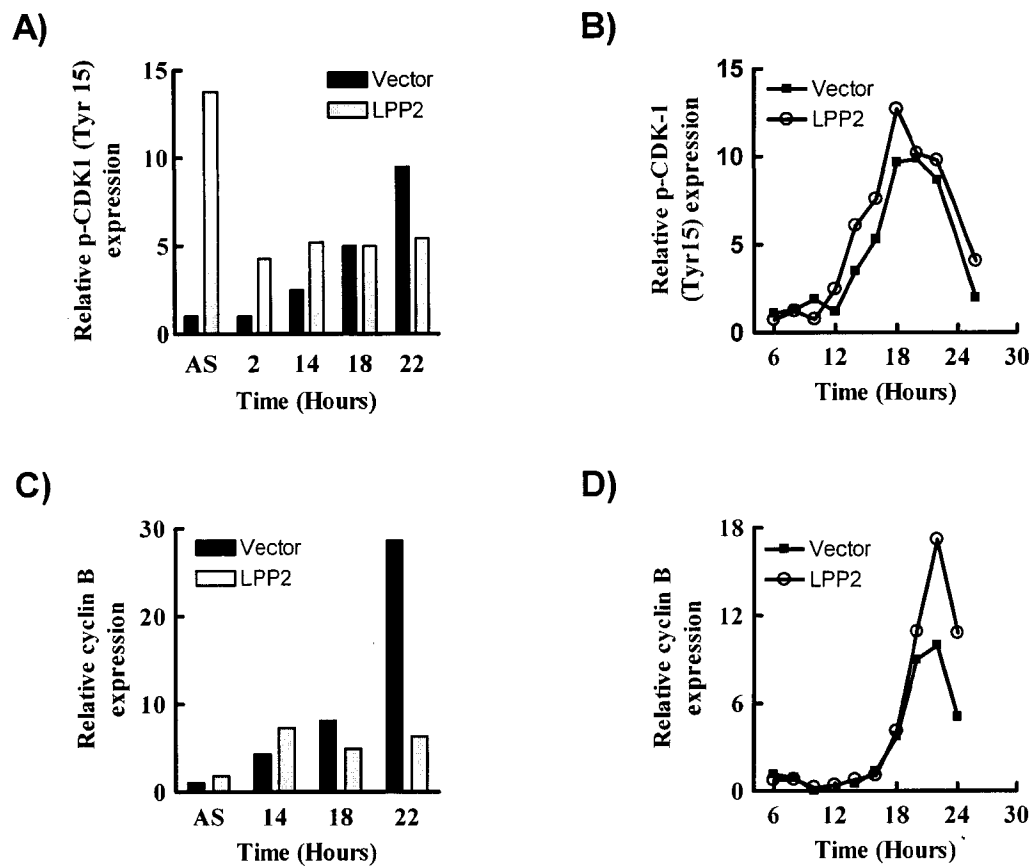 A)
Relative p-CDK1 (Tyr 15)
expression
15
10
5
0
Vector
LPP2
AS 2 14 18 22
Time (Hours)
B)
Relative p-CDK-1
(Tyr15) expression
15
10
5
0
Vector
LPP2
6 12 18 24 30
Time (Hours)
C)
Relative cyclin B
expression
30
20
10
0
Vector
LPP2
AS 14 18 22
Time (Hours)
D)
Relative cyclin B
expression
18
12
6
0
Vector
LPP2
6 12 18 24 30
Time (Hours)